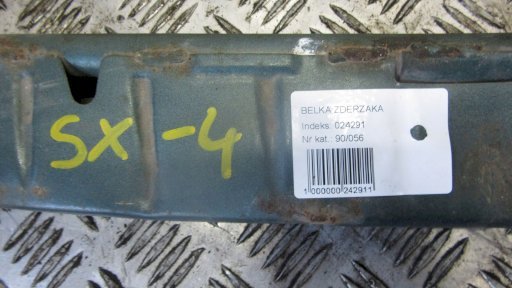 SX-4
BELKA ZDERZAKA
Indeks: 024291
Nr kat.: 90/056
1 000000 242911